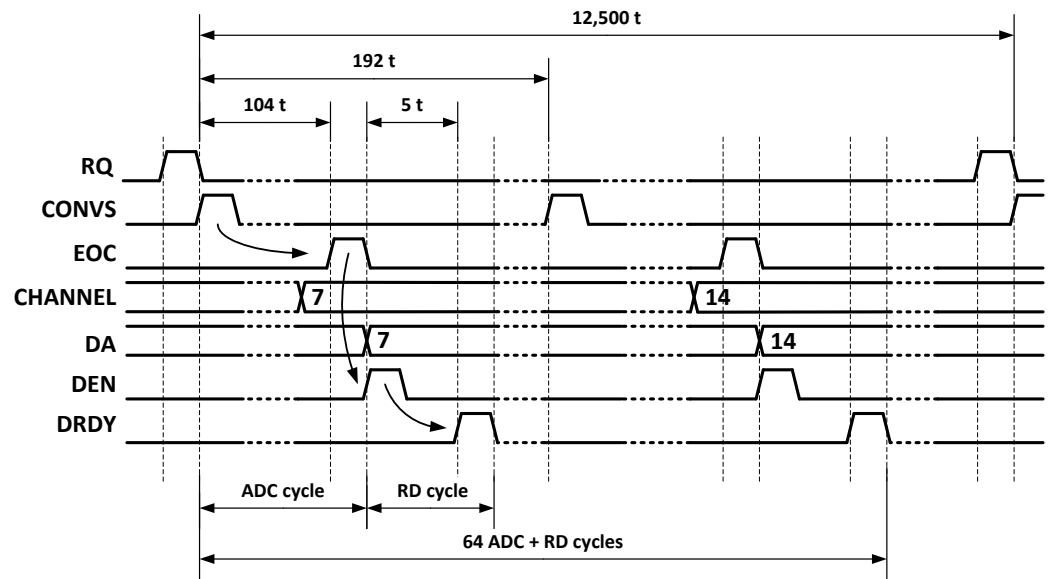 12,500 t
192 t
104 t 5 t
RQ
CONVS
EOC
CHANNEL 7 14
DA 7 14
DEN
DRDY
ADC cycle RD cycle
64 ADC + RD cycles